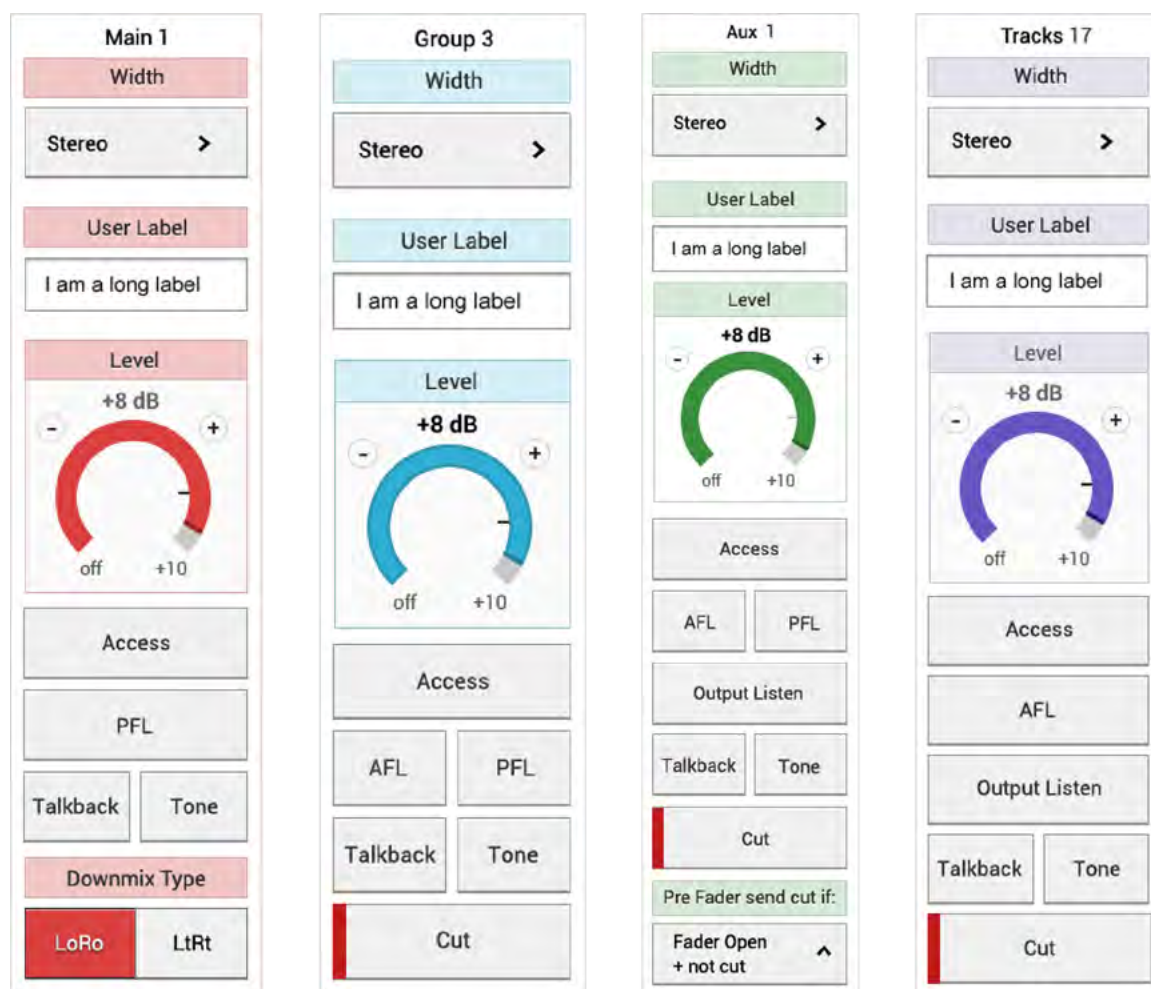 Main 1
Width
Stereo
User Label
I am a long label
Level
+8 dB
- +
off +10
Access
PFL
Talkback Tone
Downmix Type
LoRo LtRt
Group 3
Width
Stereo
User Label
I am a long label
Level
+8 dB
- +
off +10
Access
AFL PFL
Talkback Tone
Cut
Aux 1
Width
Stereo
User Label
I am a long label
Level
+8 dB
- +
off +10
Access
AFL PFL
Output Listen
Talkback Tone
Cut
Pre Fader send cut if:
Fader Open
+ not cut
Tracks 17
Width
Stereo
User Label
I am a long label
Level
+8 dB
- +
off +10
Access
AFL
Output Listen
Talkback Tone
Cut